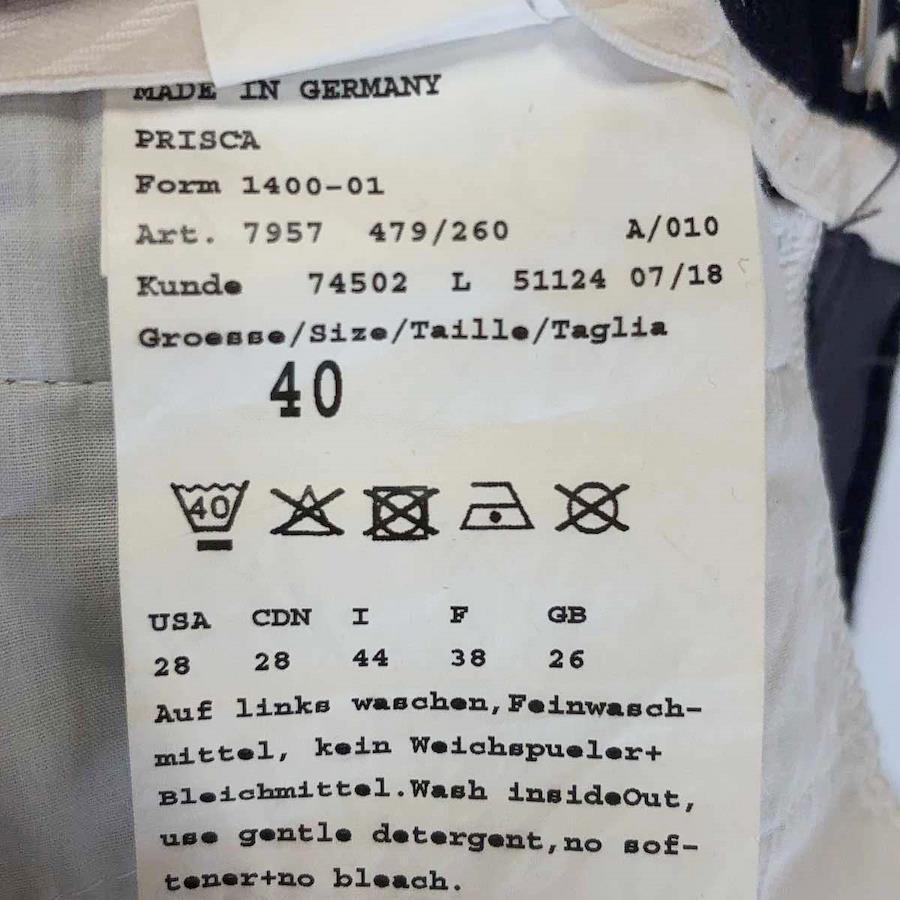 MADE IN GERMANY
PRISCA
Form 1400-01
Art. 7957 479/260 A/010
Kunde 74502 L 51124 07/18
Groesse/Size/Taille/Taglia
40
40
USA CDN I F GB
28 28 44 38 26
Auf links waschen,Feinwasch-
mittel, kein Weichspueler+
Bleichmittel.Wash insideOut,
use gentle detergent,no sof-
tener+no bleach.